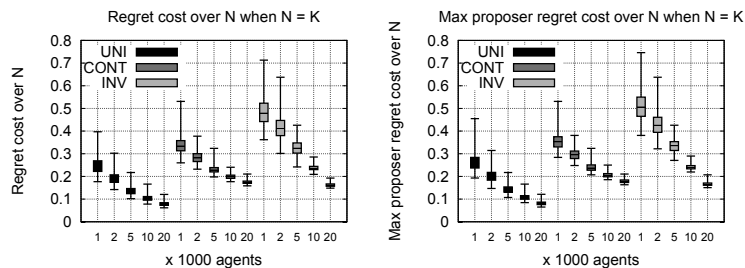 Regret cost over N when N = K
Regret cost over N
0.8
0.7
0.6
0.5
0.4
0.3
0.2
0.1
0
UNI
CONT
INV
1 2 5 10 20 1 2 5 10 20 1 2 5 10 20
x 1000 agents
Max proposer regret cost over N when N = K
Max proposer regret cost over N
0.8
0.7
0.6
0.5
0.4
0.3
0.2
0.1
0
UNI
CONT
INV
1 2 5 10 20 1 2 5 10 20 1 2 5 10 20
x 1000 agents